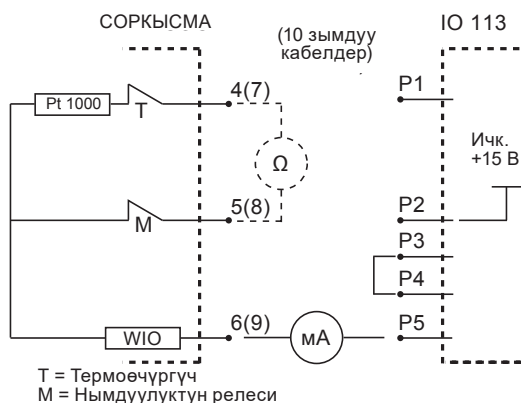 СОРКЫСМА
(10 зымдуу
кабелдер)
IO 113
Pt 1000
T
4(7)
P1
Ω
Ичк.
+15 В
M
5(8)
P2
P3
P4
WIO
6(9)
мА
P5
T = Термоөчүргүч
M = Нымдуулуктун релеси